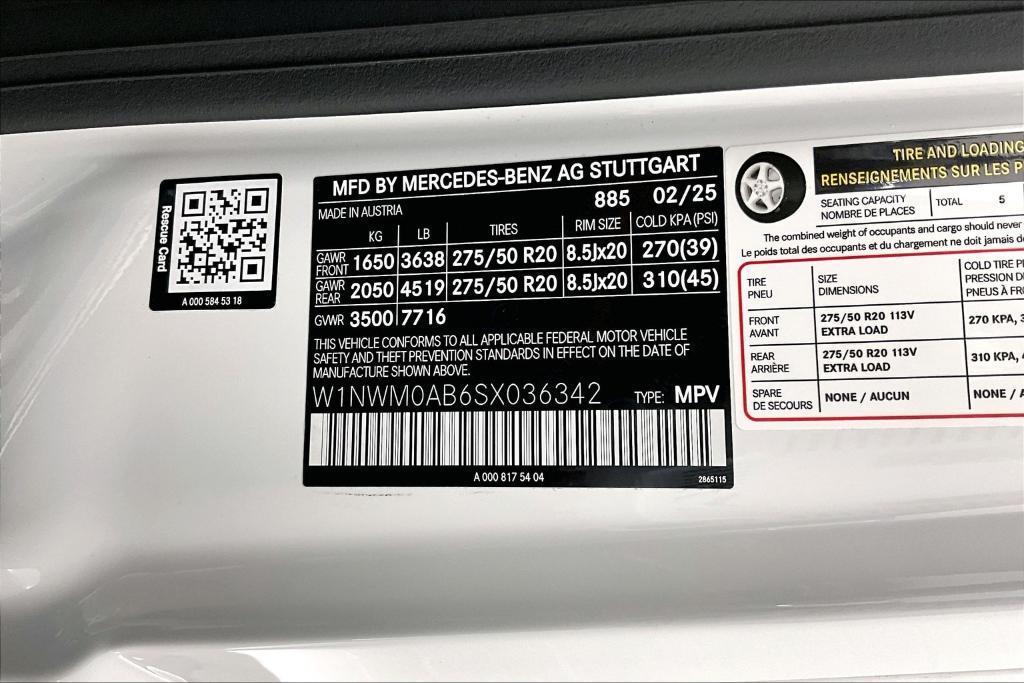 Rescue Card
A 000 584 53 18
MFD BY MERCEDES-BENZ AG STUTTGART
MADE IN AUSTRIA 885 02/25
KG LB TIRES RIM SIZE COLD KPA(PSI)
GAWR FRONT 1650 3638 275/50 R20 8.5Jx20 270(39)
GAWR REAR 2050 4519 275/50 R20 8.5Jx20 310(45)
GVWR 3500 7716
THIS VEHICLE CONFORMS TO ALL APPLICABLE FEDERAL MOTOR VEHICLE
SAFETY AND THEFT PREVENTION STANDARDS IN EFFECT ON THE DATE OF
MANUFACTURE SHOWN ABOVE.
W1NWM0AB6SX036342 TYPE: MPV
A 000 817 54 04
2865115
TIRE AND LOADING
RENSEIGNEMENTS SUR LES P
SEATING CAPACITY
NOMBRE DE PLACES
TOTAL 5
The combined weight of occupants and cargo should never
Le poids total des occupants et du chargement ne doit jamais d
TIRE
PNEU
SIZE
DIMENSIONS
COLD TIRE P
PRESSION D
PNEUS À FR
FRONT
AVANT
275/50 R20 113V
EXTRA LOAD
270 KPA, 3
REAR
ARRIÈRE
275/50 R20 113V
EXTRA LOAD
310 KPA, 4
SPARE
DE SECOURS
NONE / AUCUN
NONE / A